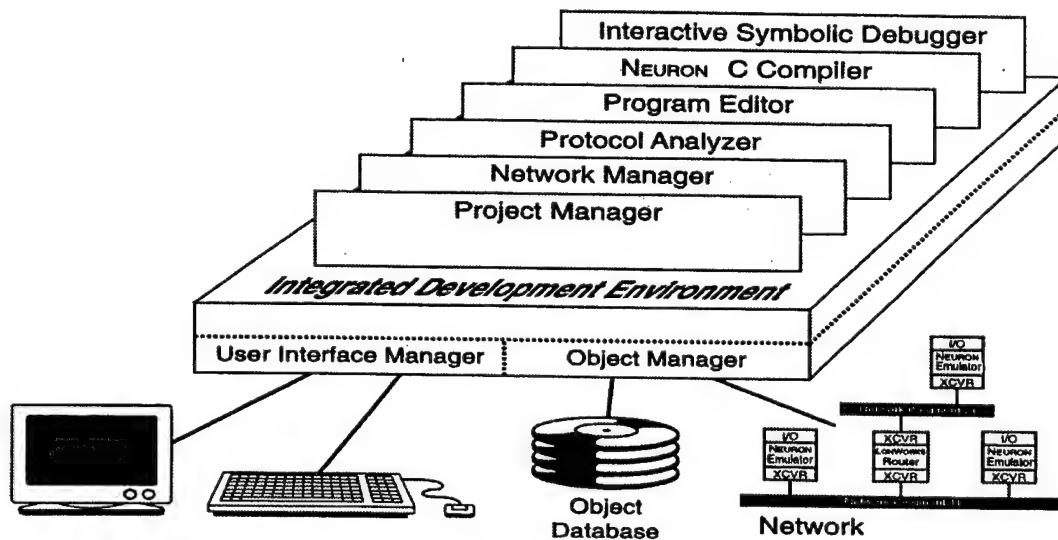 Interactive Symbolic Debugger
NEURON C Compiler
Program Editor
Protocol Analyzer
Network Manager
Project Manager
Integrated Development Environment
User Interface Manager
Object Manager
I/O
NEURON
Emulator
XCVR
I/O
NEURON
Emulator
XCVR
XCVR
LONWORKS
Router
XCVR
I/O
NEURON
Emulator
XCVR
Object
Database
Network